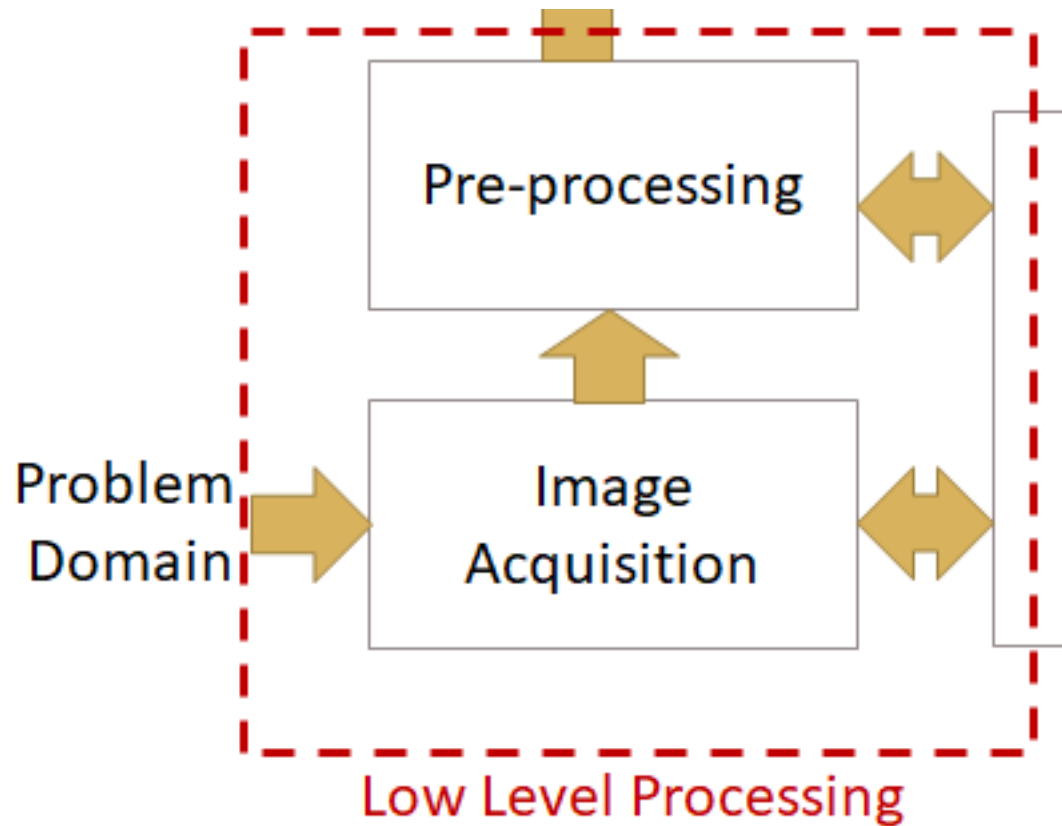 Pre-processing
Image
Acquisition
Problem
Domain
Low Level Processing